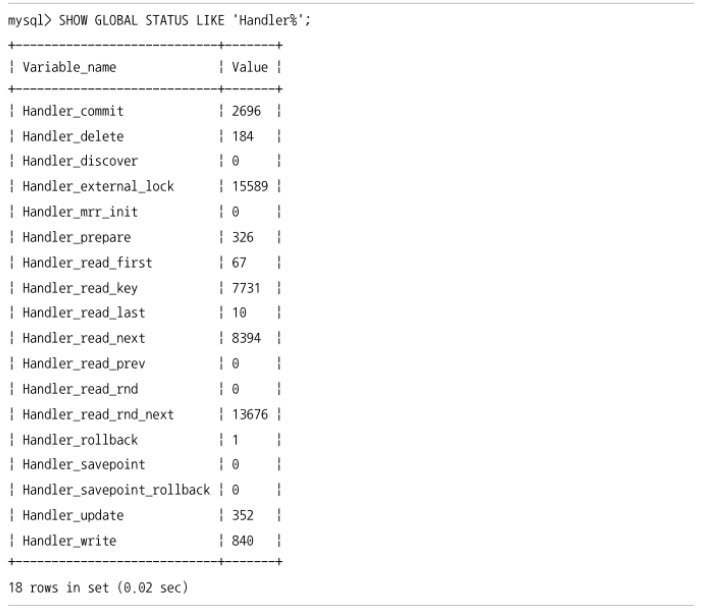 mysql> SHOW GLOBAL STATUS LIKE 'Handler%';
+----------------------------+-------+
| Variable_name              | Value |
+----------------------------+-------+
| Handler_commit             | 2696  |
| Handler_delete             | 184   |
| Handler_discover           | 0     |
| Handler_external_lock      | 15589 |
| Handler_mrr_init           | 0     |
| Handler_prepare            | 326   |
| Handler_read_first         | 67    |
| Handler_read_key           | 7731  |
| Handler_read_last          | 10    |
| Handler_read_next          | 8394  |
| Handler_read_prev          | 0     |
| Handler_read_rnd           | 0     |
| Handler_read_rnd_next      | 13676 |
| Handler_rollback           | 1     |
| Handler_savepoint          | 0     |
| Handler_savepoint_rollback | 0     |
| Handler_update             | 352   |
| Handler_write              | 840   |
+----------------------------+-------+
18 rows in set (0.02 sec)